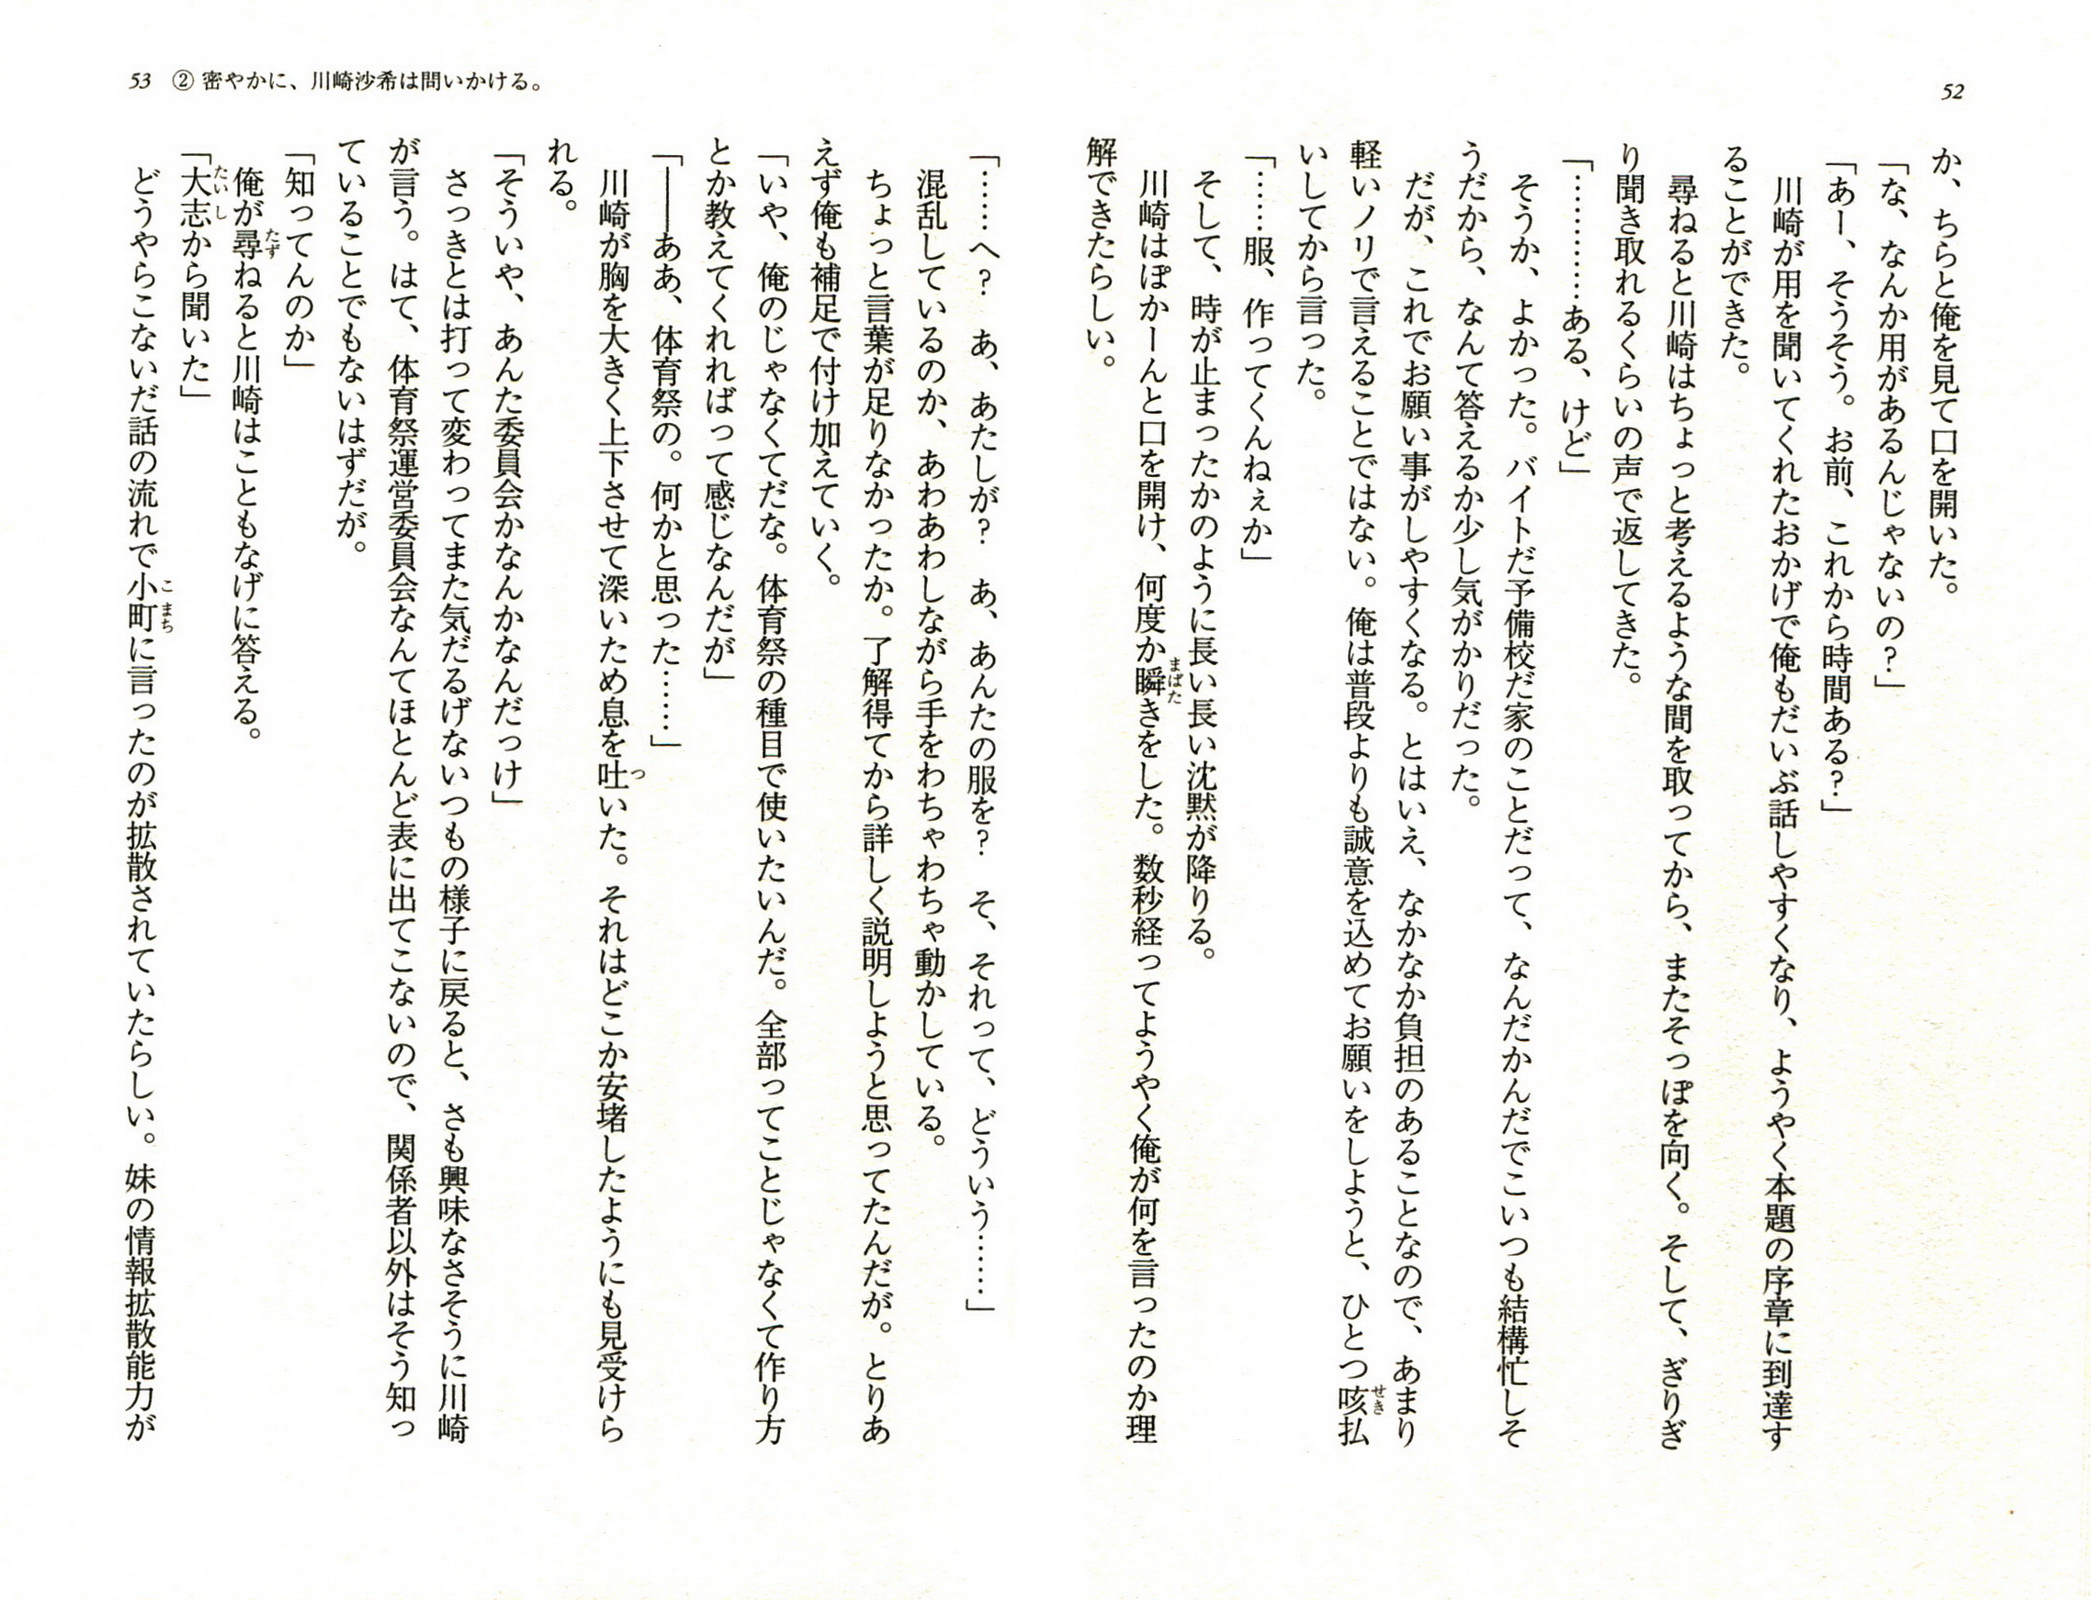 52
か、ちらと俺を見て口を開いた。
「な、なんか用があるんじゃないの？」
「あー、そうそう。お前、これから時間ある？」
川崎が用を聞いてくれたおかげで俺もだいぶ話しやすくなり、ようやく本題の序章に到達す
ることができた。
尋ねると川崎はちょっと考えるような間を取ってから、またそっぽを向く。そして、ぎりぎ
り聞き取れるくらいの声で返してきた。
「…………ある、けど」
そうか、よかった。バイトだ予備校だ家のことだって、なんだかんだでこいつも結構忙しそ
うだから、なんて答えるか少し気がかりだった。
だが、これでお願い事がしやすくなる。とはいえ、なかなか負担のあることなので、あまり
軽いノリで言えることではない。俺は普段よりも誠意を込めてお願いをしようと、ひとつ咳払
せき
いしてから言った。
「……服、作ってくんねぇか」
そして、時が止まったかのように長い長い沈黙が降りる。
川崎はぽかーんと口を開け、何度か瞬きをした。数秒経ってようやく俺が何を言ったのか理
まばた
解できたらしい。
53 ② 密やかに、川崎沙希は問いかける。
「……へ？　あ、あたしが？　あ、あんたの服を？　そ、それって、どういう……」
混乱しているのか、あわあわしながら手をわちゃわちゃ動かしている。
ちょっと言葉が足りなかったか。了解得てから詳しく説明しようと思ってたんだが。とりあ
えず俺も補足で付け加えていく。
「いや、俺のじゃなくてだな。体育祭の種目で使いたいんだ。全部ってことじゃなくて作り方
とか教えてくれればって感じなんだが」
「――ああ、体育祭の。何かと思った……」
川崎が胸を大きく上下させて深いため息を吐いた。それはどこか安堵したようにも見受けら
つ
れる。
「そういや、あんた委員会かなんかなんだっけ」
さっきとは打って変わってまた気だるげないつもの様子に戻ると、さも興味なさそうに川崎
が言う。はて、体育祭運営委員会なんてほとんど表に出てこないので、関係者以外はそう知っ
ていることでもないはずだが。
「知ってんのか」
俺が尋ねると川崎はこともなげに答える。
たず
「大志から聞いた」
たいし
どうやらこないだ話の流れで小町に言ったのが拡散されていたらしい。妹の情報拡散能力が
こまち